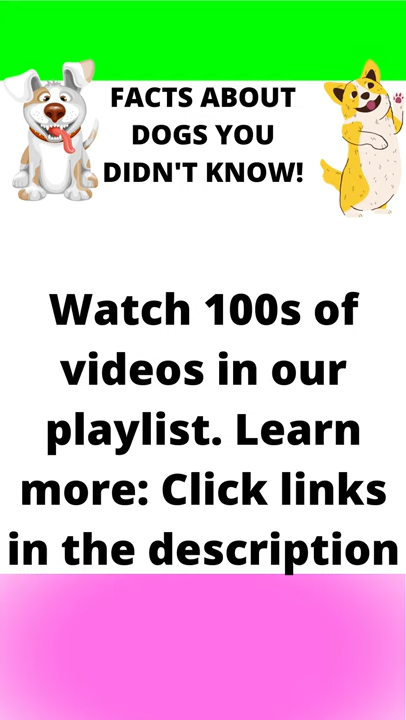 FACTS ABOUT
DOGS YOU
DIDN'T KNOW!
Watch 100s of
videos in our
playlist. Learn
more: Click links
in the description